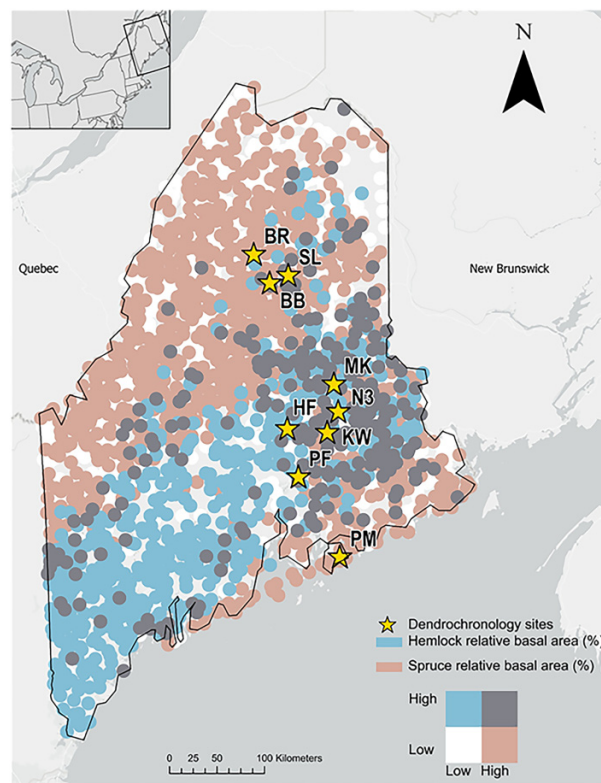 N
Quebec
New Brunswick
BR
SL
BB
MK
N3
HF
KW
PF
PM
Dendrochronology sites
Hemlock relative basal area (%)
Spruce relative basal area (%)
High
Low
Low High
0 25 50 100 Kilometers